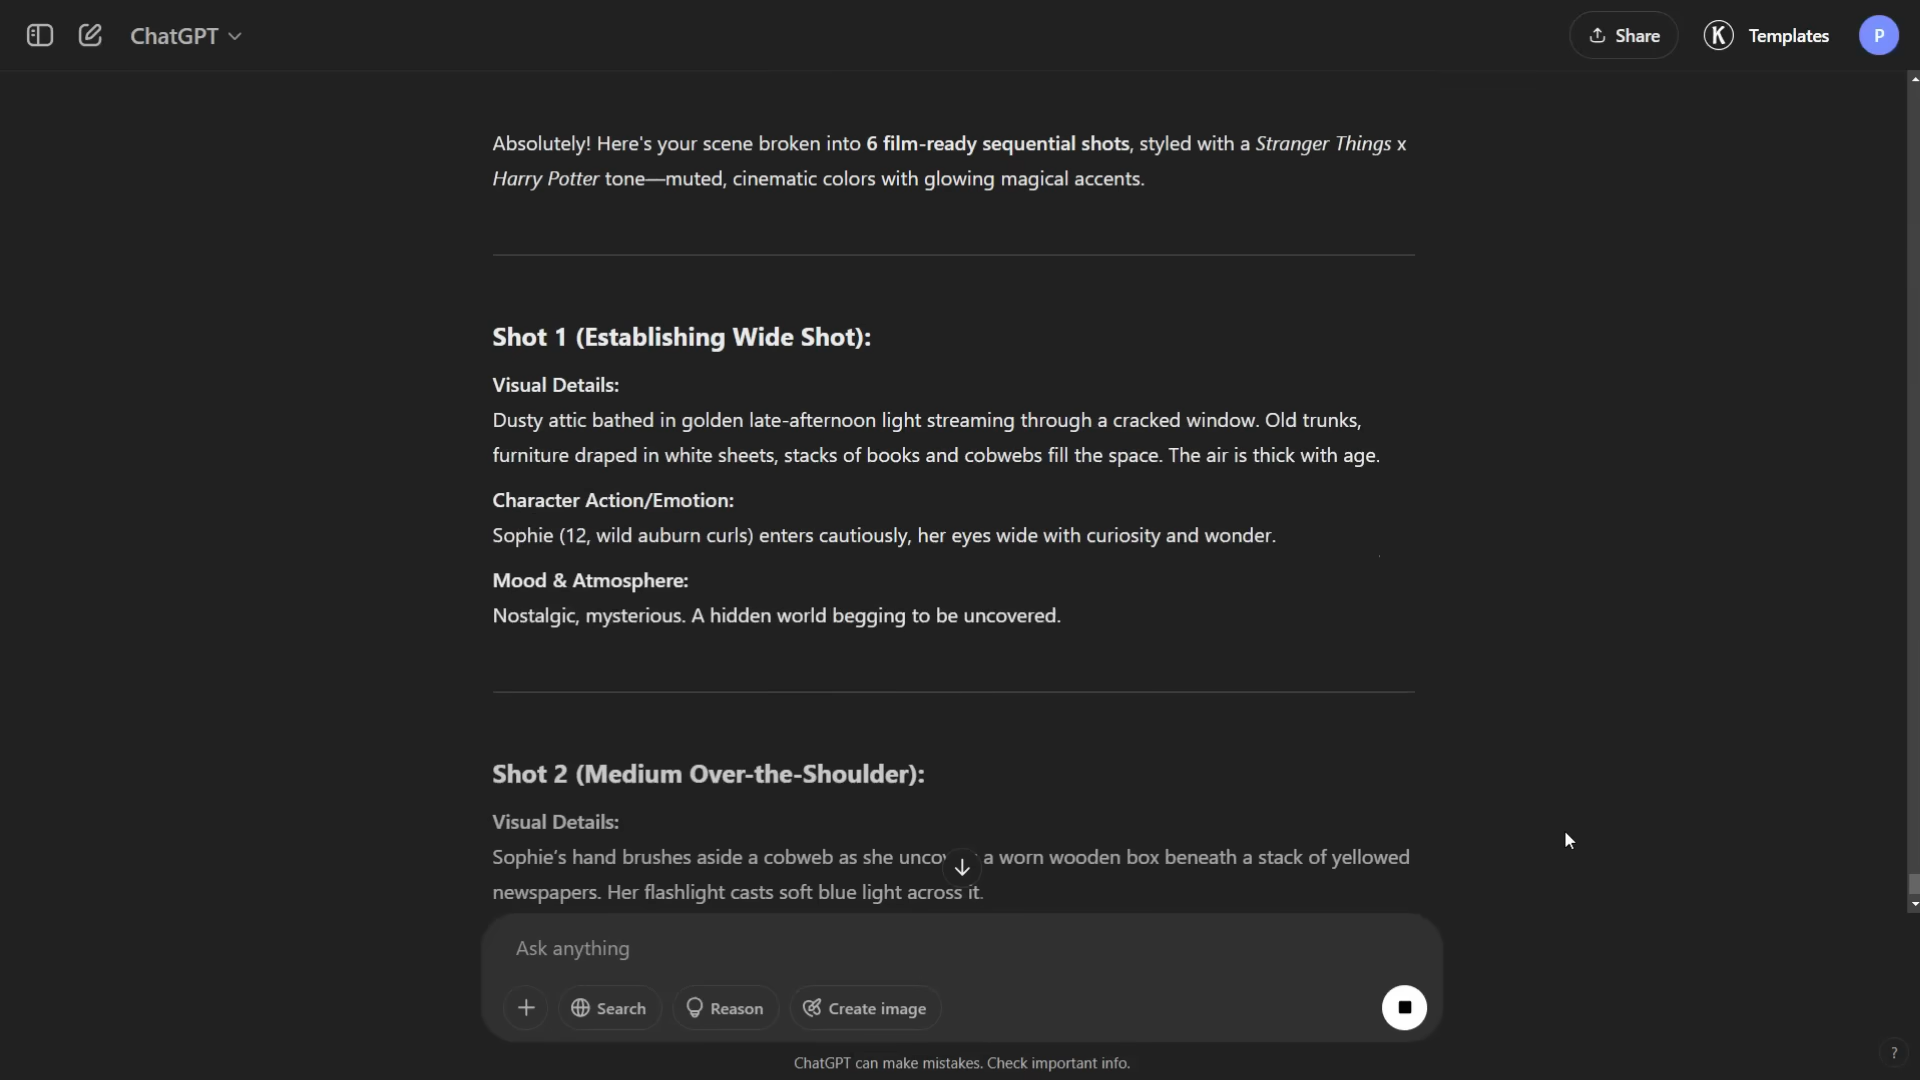 ChatGPT
Share
K
Templates
P
Absolutely! Here's your scene broken into 6 film-ready sequential shots, styled with a Stranger Things x
Harry Potter tone—muted, cinematic colors with glowing magical accents.
Shot 1 (Establishing Wide Shot):
Visual Details:
Dusty attic bathed in golden late-afternoon light streaming through a cracked window. Old trunks,
furniture draped in white sheets, stacks of books and cobwebs fill the space. The air is thick with age.
Character Action/Emotion:
Sophie (12, wild auburn curls) enters cautiously, her eyes wide with curiosity and wonder.
Mood & Atmosphere:
Nostalgic, mysterious. A hidden world begging to be uncovered.
Shot 2 (Medium Over-the-Shoulder):
Visual Details:
Sophie's hand brushes aside a cobweb as she a worn wooden box beneath a stack of yellowed
newspapers. Her flashlight casts soft blue light across it.
Ask anything
Search
Reason
Create image
ChatGPT can make mistakes. Check important info.
?